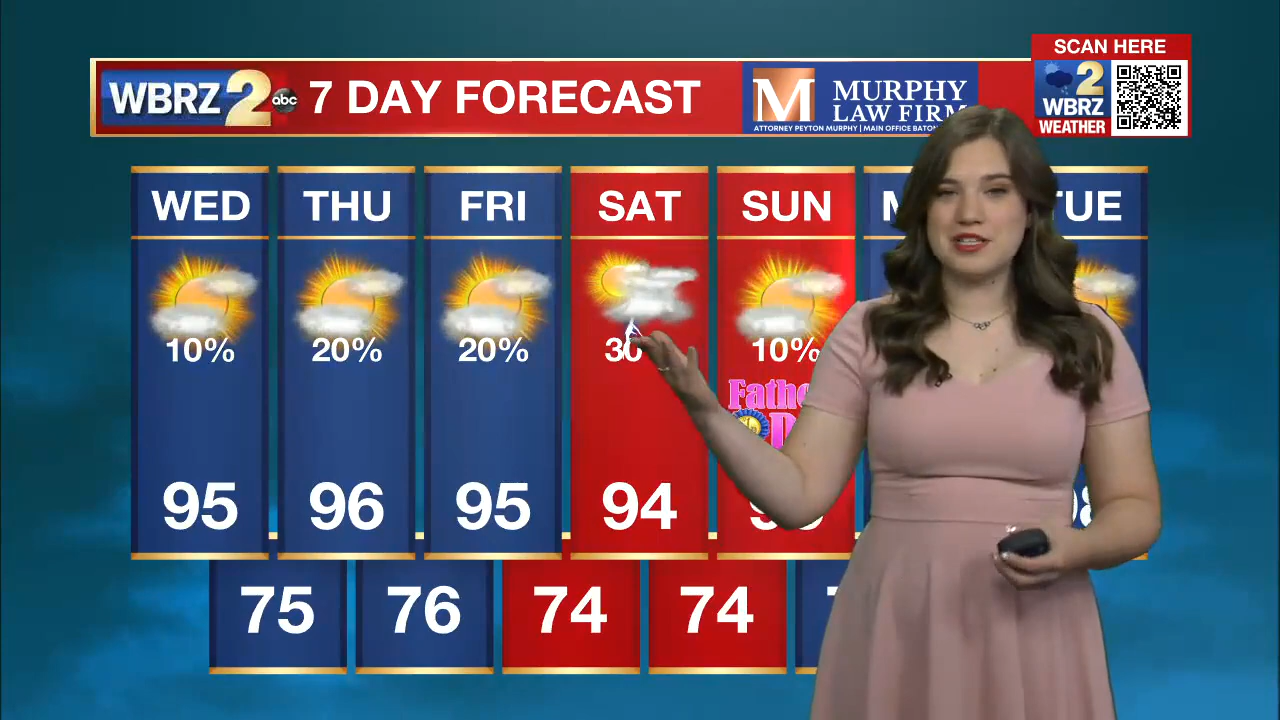 SCAN HERE
WBRZ 2 abc 7 DAY FORECAST
M MURPHY
LAW FIRM
ATTORNEY PEYTON MURPHY | MAIN OFFICE
2
WBRZ
WEATHER
WED THU FRI SAT SUN TUE
10% 20% 20% 10%
95 96 95 94
75 76 74 74